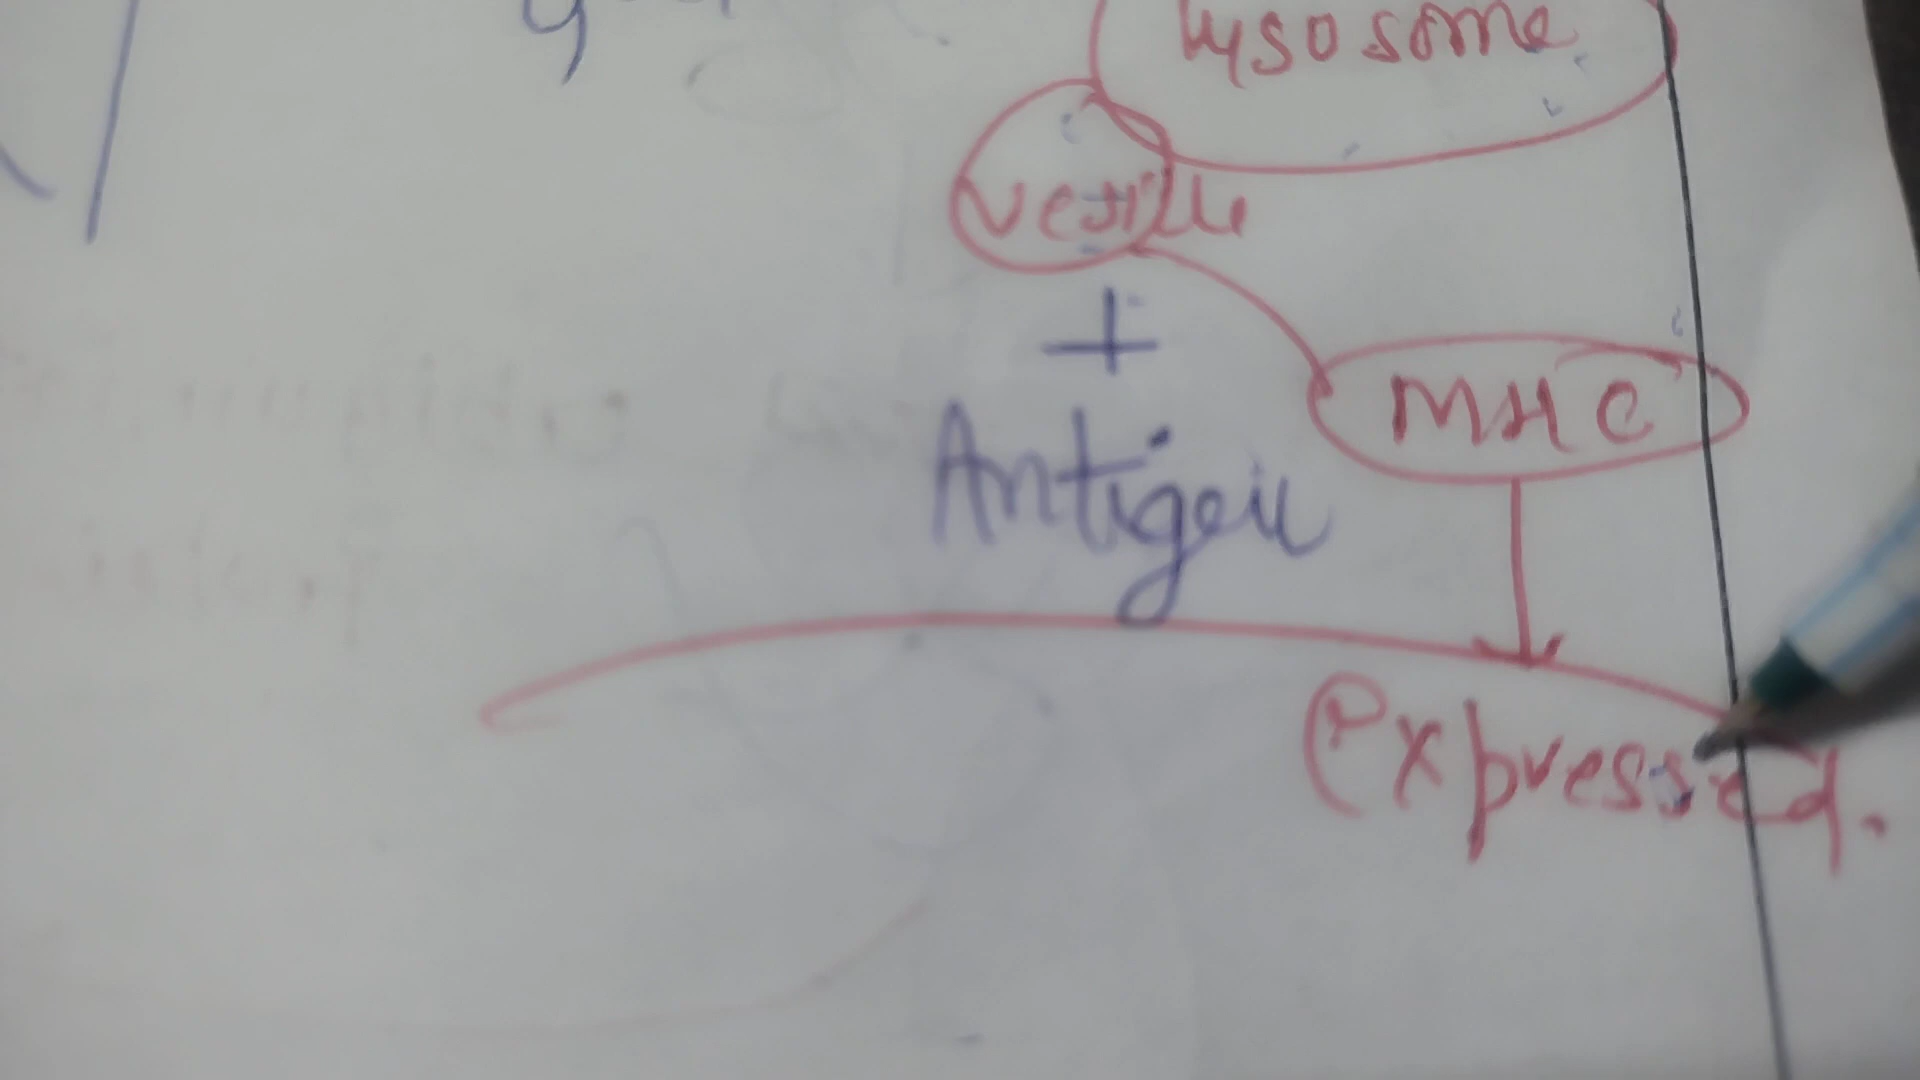 lysosome
vesicle
+
Antigen
MHC
expressed.